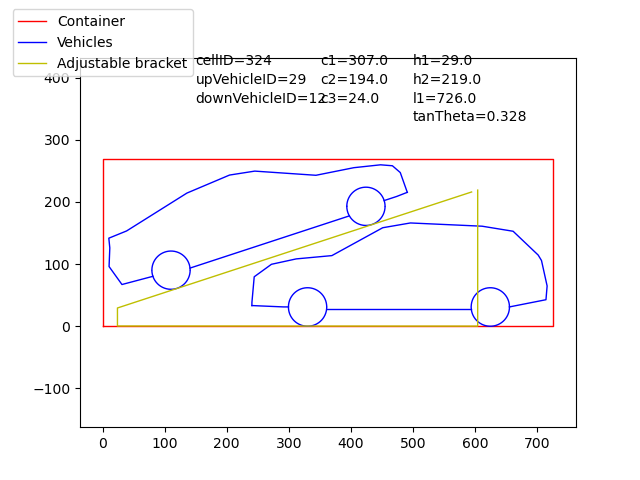 Container
Vehicles
Adjustable bracket
cellID=324 c1=307.0 h1=29.0
upVehicleID=29 c2=194.0 h2=219.0
downVehicleID=12 c3=24.0 l1=726.0
tanTheta=0.328
400
300
200
100
0
−100
0 100 200 300 400 500 600 700